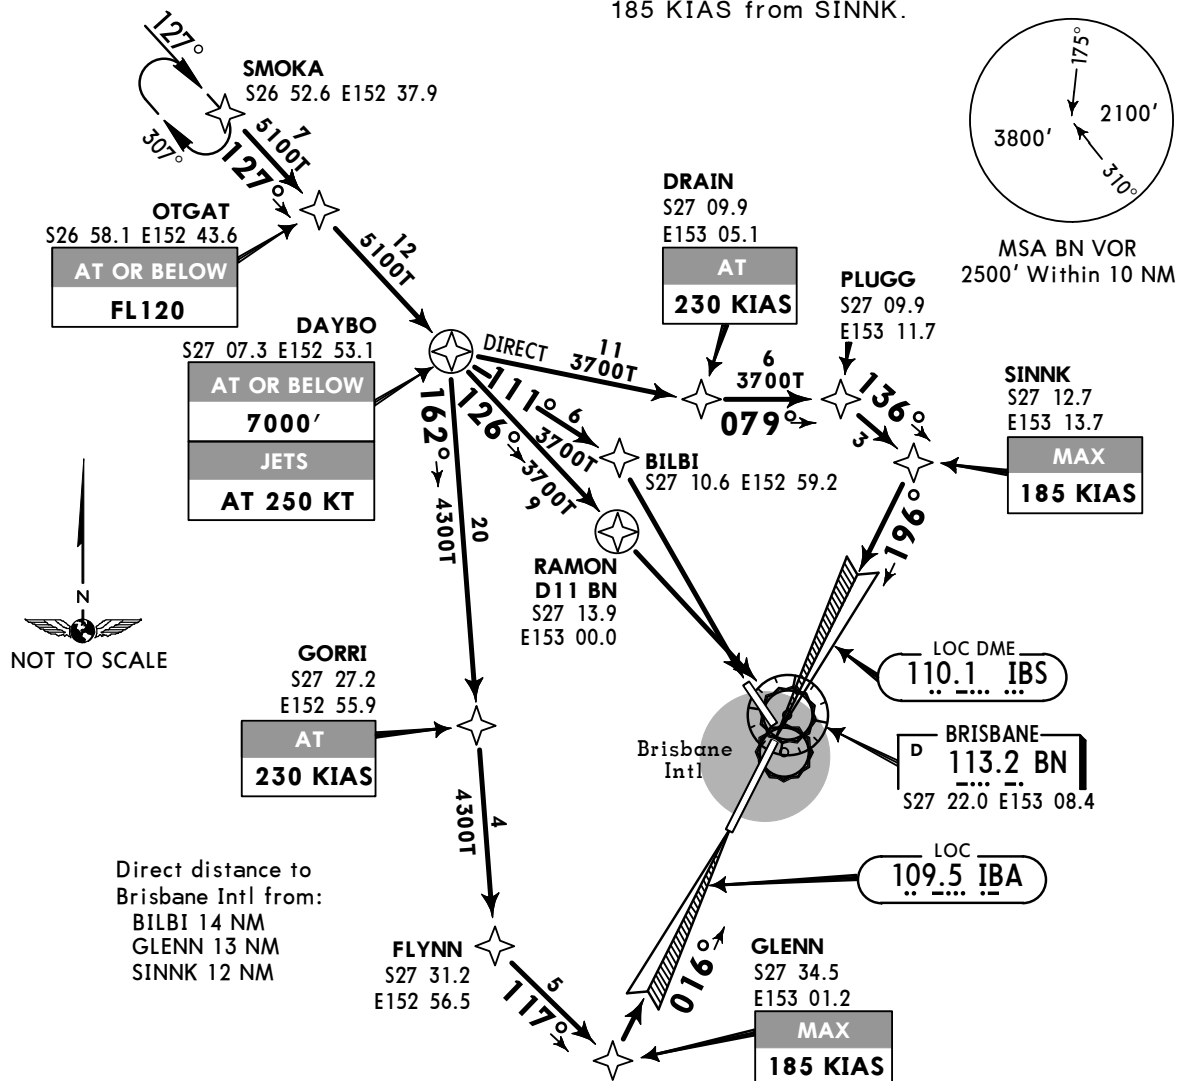 185 KIAS from SINNK.
127°
SMOKA
S26 52.6 E152 37.9
307°
7
5100T
127°
OTGAT
S26 58.1 E152 43.6
AT OR BELOW
FL120
12
5100T
175°
2100'
3800'
310°
MSA BN VOR
2500' Within 10 NM
DRAIN
S27 09.9
E153 05.1
AT
230 KIAS
PLUGG
S27 09.9
E153 11.7
DAYBO
S27 07.3 E152 53.1
AT OR BELOW
7000'
JETS
AT 250 KT
DIRECT
11
3700T
6
3700T
079°
136°
3
SINNK
S27 12.7
E153 13.7
MAX
185 KIAS
111°
6
3700T
BILBI
S27 10.6 E152 59.2
126°
3700T
9
162°
4300T
20
196°
RAMON
D11 BN
S27 13.9
E153 00.0
N
NOT TO SCALE
GORRI
S27 27.2
E152 55.9
AT
230 KIAS
LOC DME
110.1 IBS
Brisbane
Intl
BRISBANE
D 113.2 BN
S27 22.0 E153 08.4
4
4300T
LOC
109.5 IBA
Direct distance to
Brisbane Intl from:
BILBI 14 NM
GLENN 13 NM
SINNK 12 NM
FLYNN
S27 31.2
E152 56.5
5
117°
016°
GLENN
S27 34.5
E153 01.2
MAX
185 KIAS